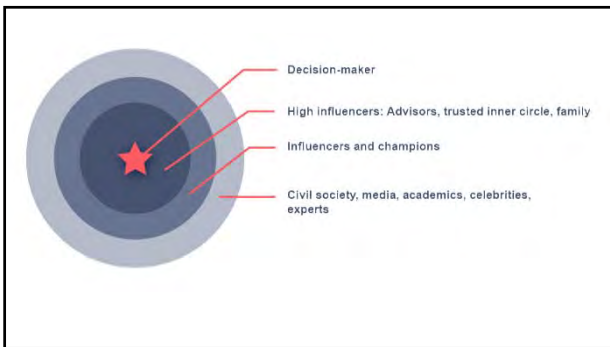 Decision-maker
High influencers: Advisors, trusted inner circle, family
Influencers and champions
Civil society, media, academics, celebrities,
experts